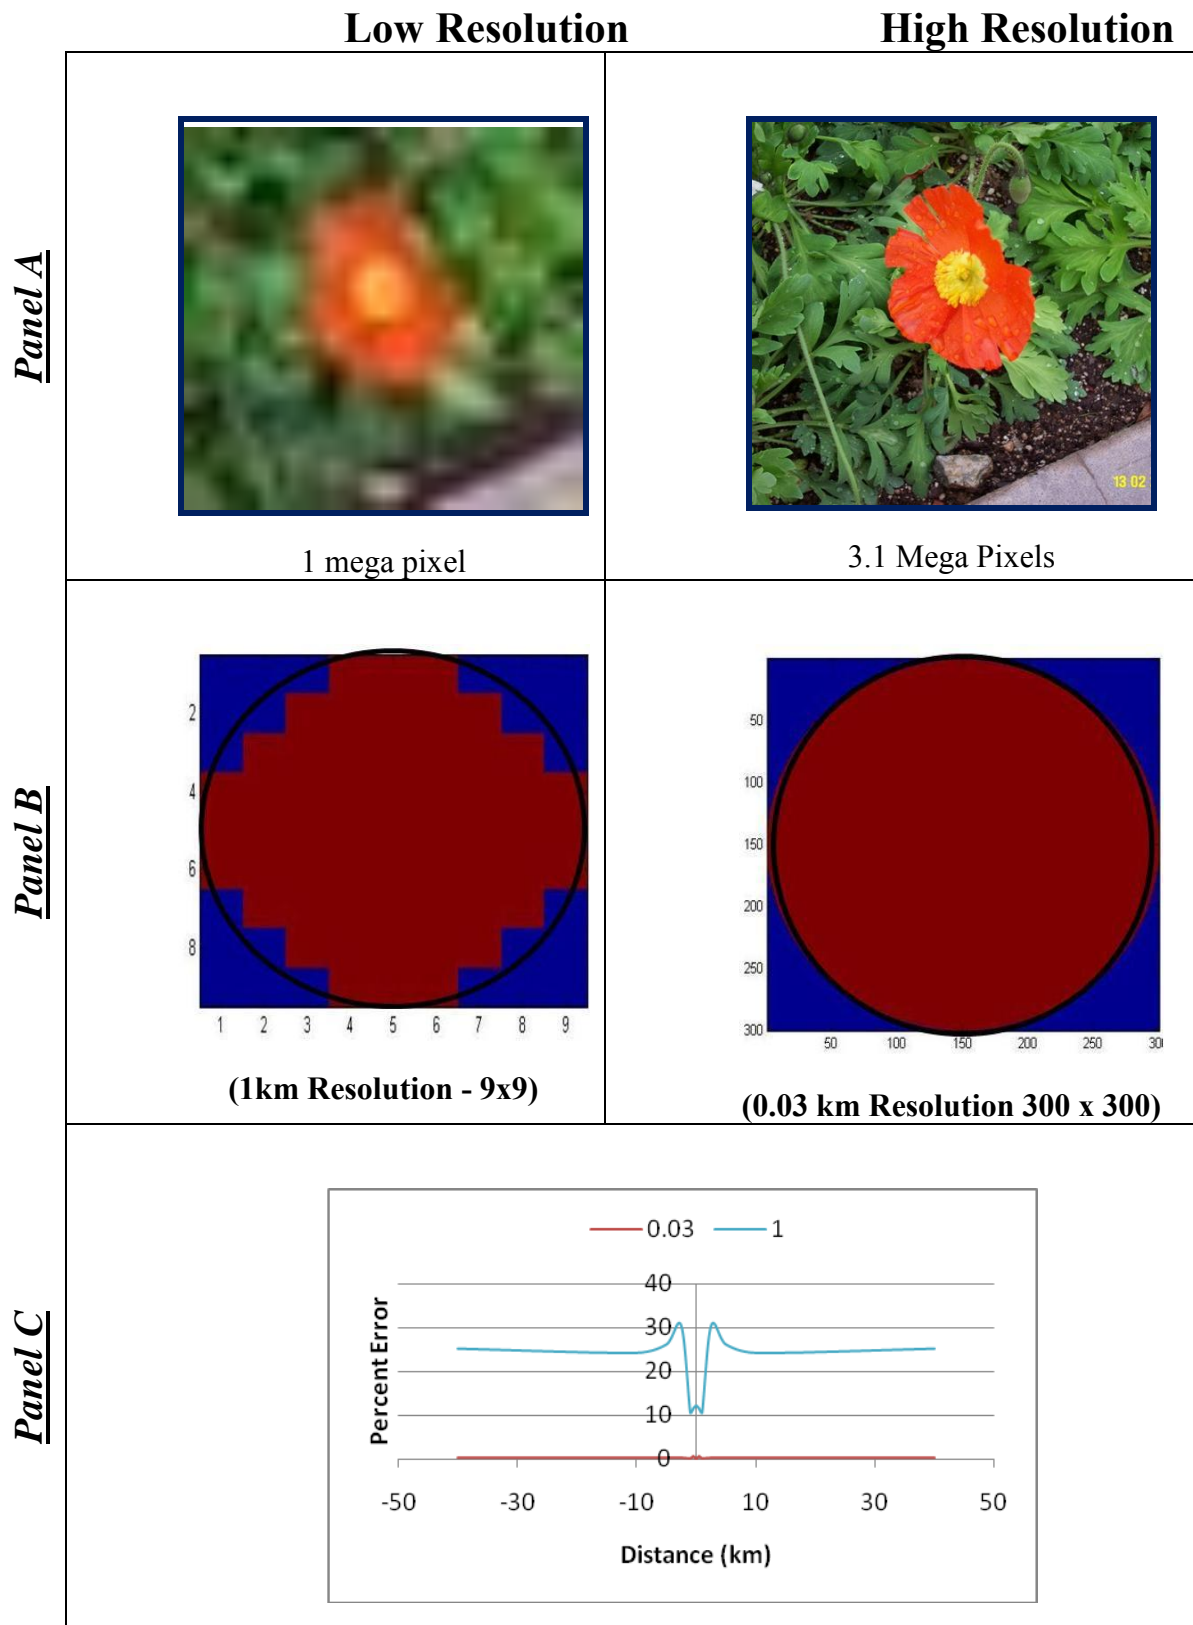 Low Resolution High Resolution
Panel A
13 02
1 mega pixel
3.1 Mega Pixels
Panel B
2
4
6
8
1 2 3 4 5 6 7 8 9
(1km Resolution - 9x9)
50
100
150
200
250
300
50 100 150 200 250 30
(0.03 km Resolution 300 x 300)
Panel C
0.03 1
Percent Error
40
30
20
10
0
-50 -30 -10 10 30 50
Distance (km)